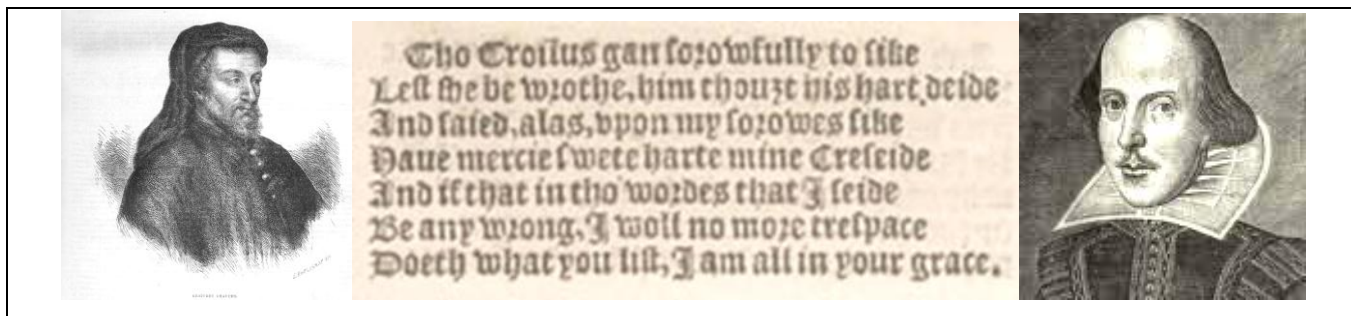 Tho Troilus gan sorowfully to sike
Lest she be wrothe, him thouȝt his hart deide
And saied, alas, vpon my sorowes sike
Haue mercie swete harte mine Creseide
And if that in tho wordes that I seide
Be any wrong, I woll no more trespace
Doeth what you list, I am all in your grace.